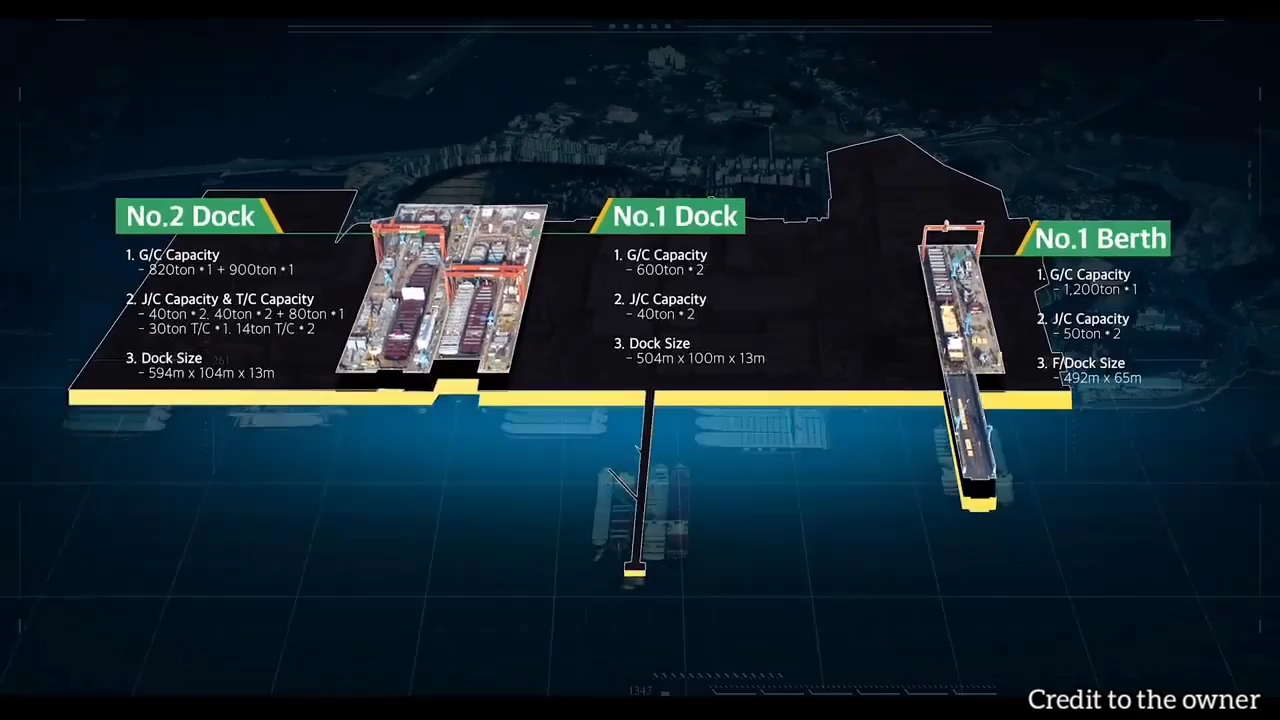 No.2 Dock
1. G/C Capacity
- 820ton * 1 + 900ton * 1
2. J/C Capacity & T/C Capacity
- 40ton * 2. 40ton * 2 + 80ton * 1
- 30ton T/C * 1. 14ton T/C * 2
3. Dock Size
- 594m x 104m x 13m
No.1 Dock
1. G/C Capacity
- 600ton * 2
2. J/C Capacity
- 40ton * 2
3. Dock Size
- 504m x 100m x 13m
No.1 Berth
1. G/C Capacity
- 1,200ton * 1
2. J/C Capacity
- 50ton * 2
3. F/Dock Size
- 492m x 65m
.261
1343
Credit to the owner